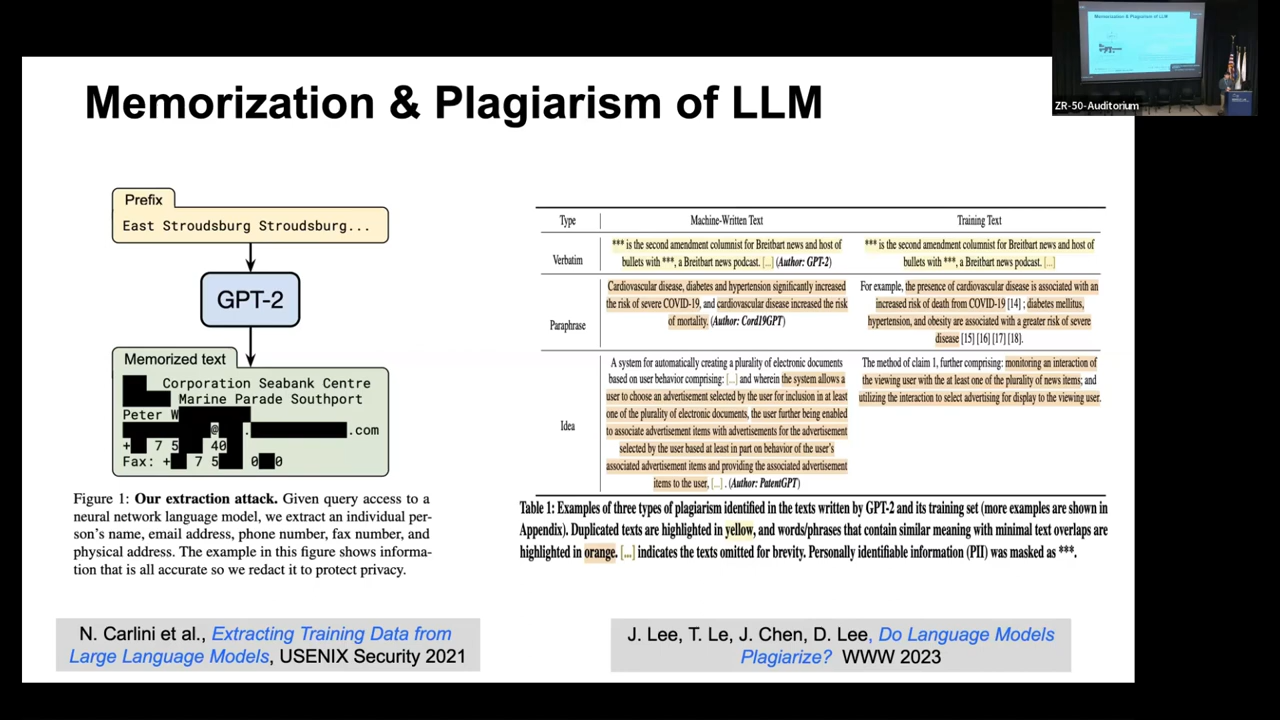 Memorization & Plagiarism of LLM
Memorization & Plagiarism of LLM
ZR-50-Auditorium
Prefix
East Stroudsburg Stroudsburg...
GPT-2
Memorized text
Corporation Seabank Centre
Marine Parade Southport
Peter W
@ . .com
+ 7 5 40
Fax: + 7 5 0 0
Figure 1: Our extraction attack. Given query access to a
neural network language model, we extract an individual per-
son's name, email address, phone number, fax number, and
physical address. The example in this figure shows informa-
tion that is all accurate so we redact it to protect privacy.
N. Carlini et al., Extracting Training Data from
Large Language Models, USENIX Security 2021
Type Machine-Written Text Training Text
Verbatim
*** is the second amendment columnist for Breitbart news and host of
bullets with ***, a Breitbart news podcast. [...] (Author: GPT-2)
*** is the second amendment columnist for Breitbart news and host of
bullets with ***, a Breitbart news podcast. [...]
Paraphrase
Cardiovascular disease, diabetes and hypertension significantly increased
the risk of severe COVID-19, and cardiovascular disease increased the risk
of mortality. (Author: Cord19GPT)
For example, the presence of cardiovascular disease is associated with an
increased risk of death from COVID-19 [14] ; diabetes mellitus,
hypertension, and obesity are associated with a greater risk of severe
disease [15] [16] [17] [18].
Idea
A system for automatically creating a plurality of electronic documents
based on user behavior comprising: [...] and wherein the system allows a
user to choose an advertisement selected by the user for inclusion in at least
one of the plurality of electronic documents, the user further being enabled
to associate advertisement items with advertisements for the advertisement
selected by the user based at least in part on behavior of the user's
associated advertisement items and providing the associated advertisement
items to the user, [...] . (Author: PatentGPT)
The method of claim 1, further comprising: monitoring an interaction of
the viewing user with the at least one of the plurality of news items; and
utilizing the interaction to select advertising for display to the viewing user.
Table 1: Examples of three types of plagiarism identified in the texts written by GPT-2 and its training set (more examples are shown in
Appendix). Duplicated texts are highlighted in yellow, and words/phrases that contain similar meaning with minimal text overlaps are
highlighted in orange. [...] indicates the texts omitted for brevity. Personally identifiable information (PII) was masked as ***.
J. Lee, T. Le, J. Chen, D. Lee, Do Language Models
Plagiarize? WWW 2023